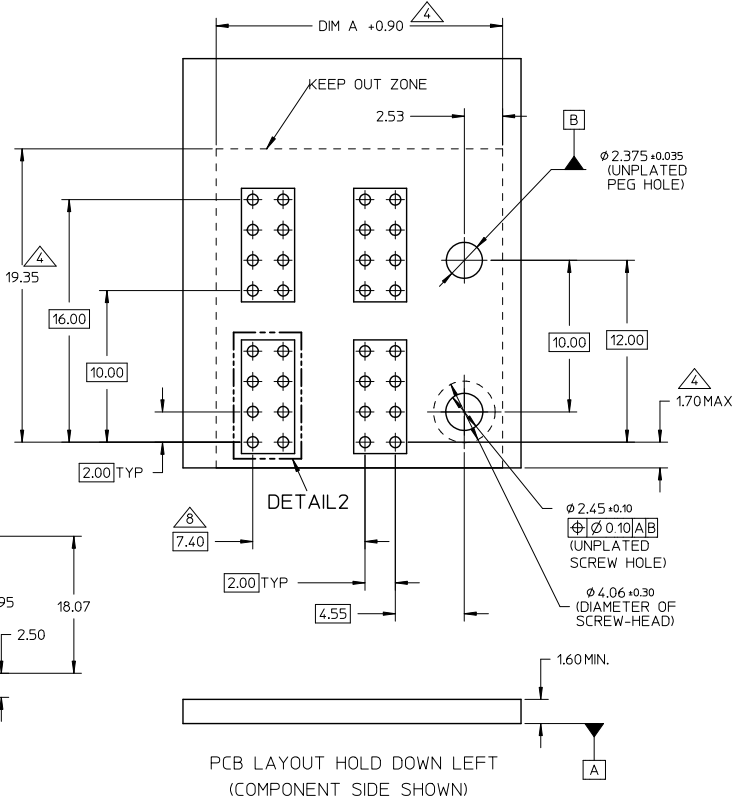 DIM A +0.90
4
KEEP OUT ZONE
2.53
B
Ø 2.375 ±0.035
(UNPLATED
PEG HOLE)
4
19.35
16.00
10.00
10.00
12.00
4
1.70 MAX
2.00 TYP
DETAIL2
8
7.40
2.00 TYP
4.55
Ø 2.45 ±0.10
⌖ Ø 0.10 A B
(UNPLATED
SCREW HOLE)
Ø 4.06 ±0.30
(DIAMETER OF
SCREW-HEAD)
95
18.07
2.50
1.60 MIN.
A
PCB LAYOUT HOLD DOWN LEFT
(COMPONENT SIDE SHOWN)